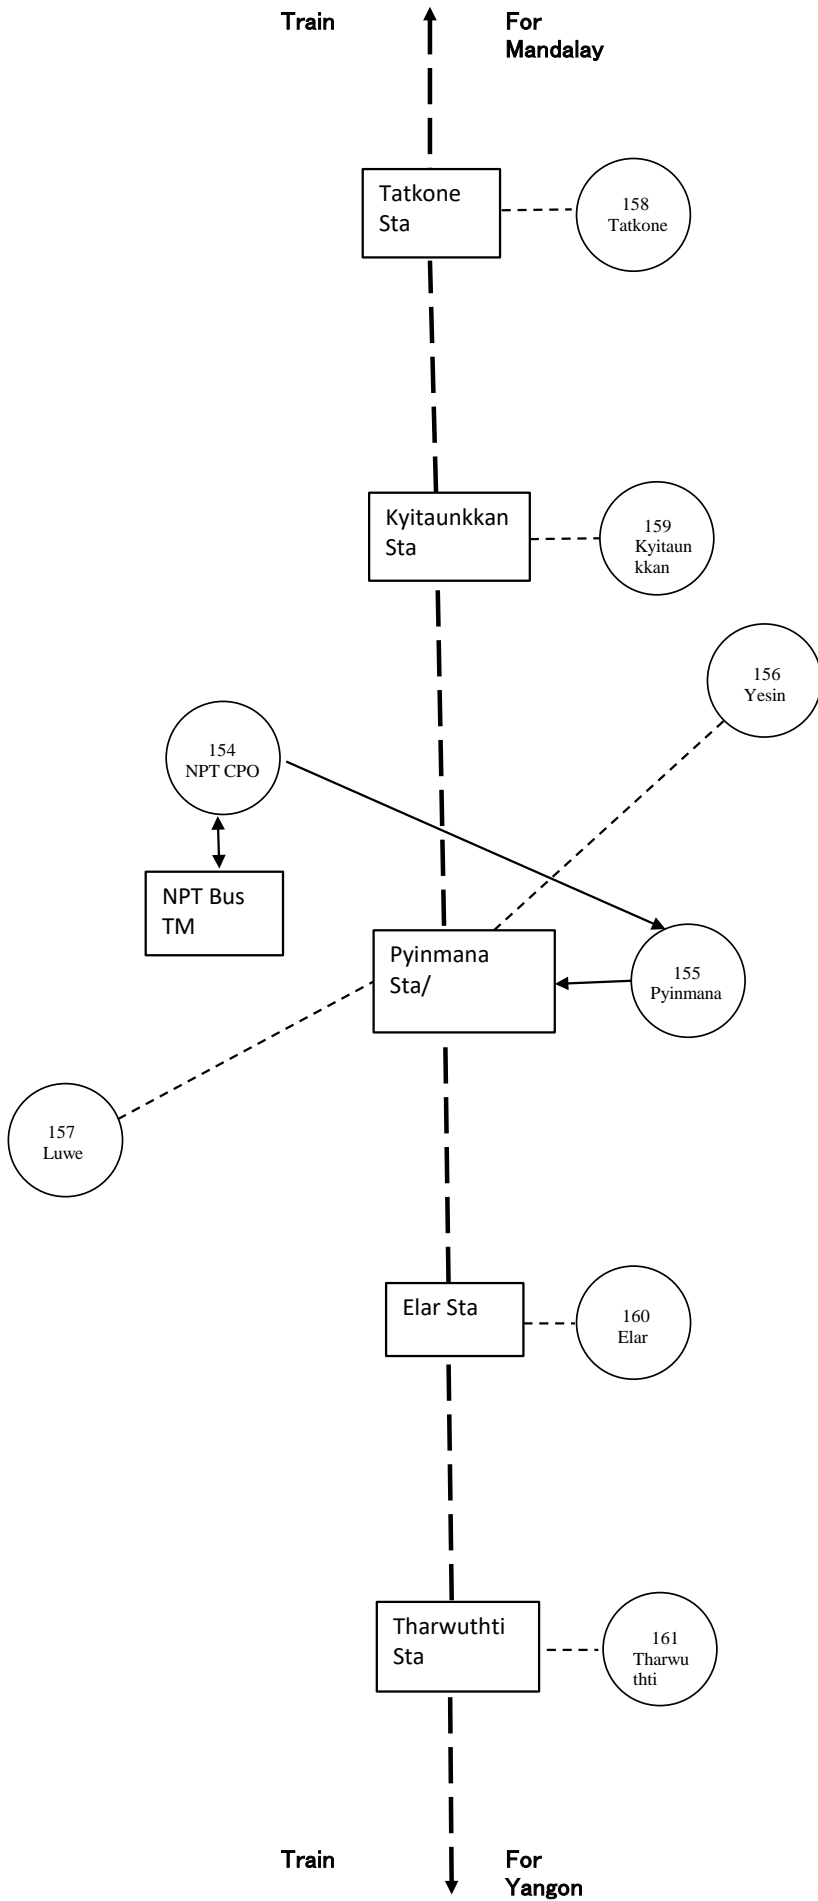 Train
For
Mandalay
Tatkone
Sta
158
Tatkone
Kyitaunkkan
Sta
159
Kyitaun
kkan
156
Yesin
154
NPT CPO
NPT Bus
TM
Pyinmana
Sta/
155
Pyinmana
157
Luwe
Elar Sta
160
Elar
Tharwuthti
Sta
161
Tharwu
thti
Train
For
Yangon